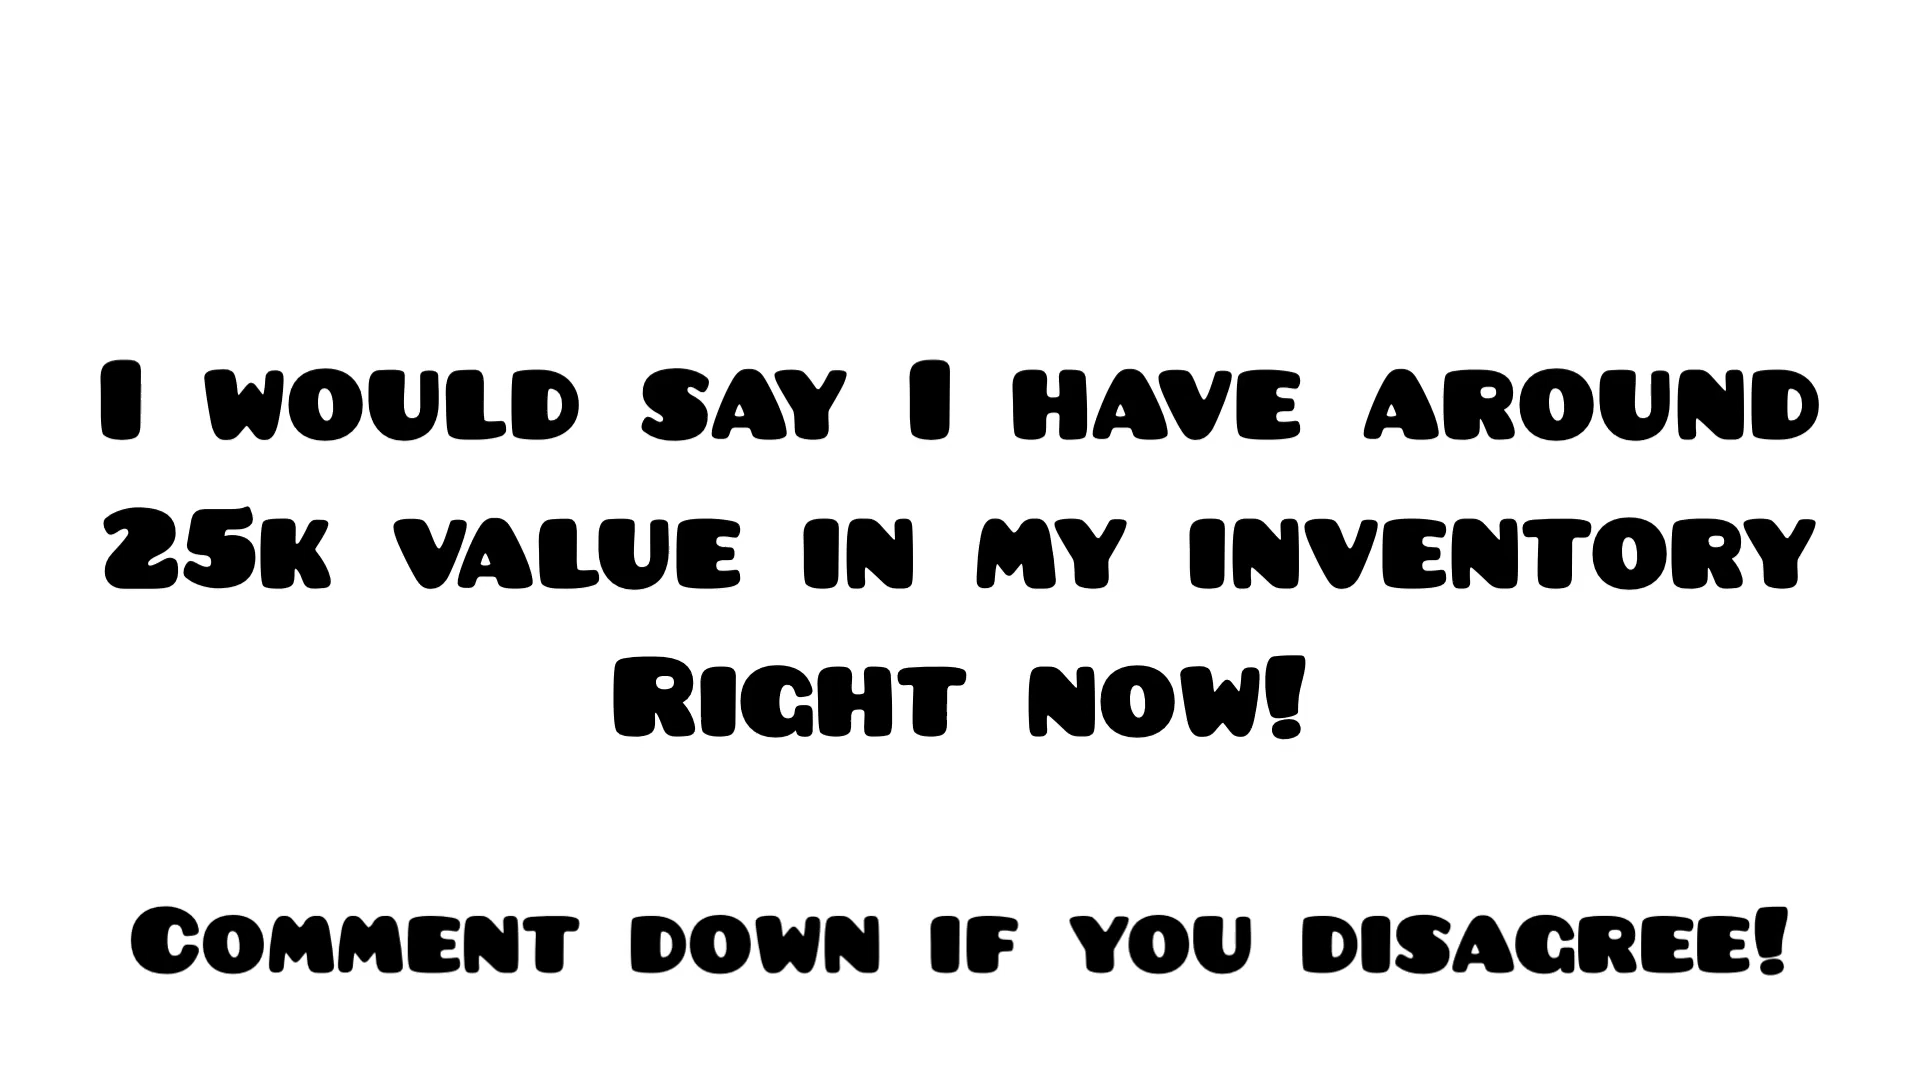 I would say I have around
25k value in my inventory
Right now!
Comment down if you disagree!